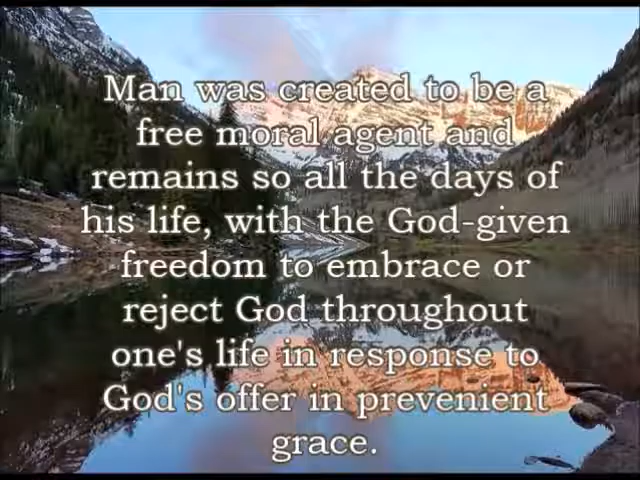 Man was created to be a
free moral agent and
remains so all the days of
his life, with the God-given
freedom to embrace or
reject God throughout
one's life in response to
God's offer in prevenient
grace.